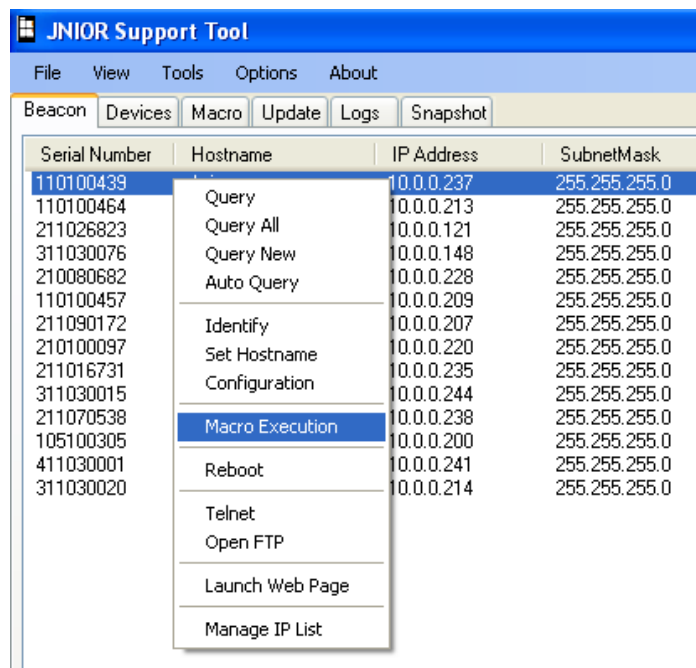 JNIOR Support Tool
File View Tools Options About
Beacon Devices Macro Update Logs Snapshot
Serial Number Hostname IP Address SubnetMask
110100439 10.0.0.237 255.255.255.0
110100464 Query 10.0.0.213 255.255.255.0
211026823 Query All 10.0.0.121 255.255.255.0
311030076 Query New 10.0.0.148 255.255.255.0
210080682 Auto Query 10.0.0.228 255.255.255.0
110100457 10.0.0.209 255.255.255.0
211090172 Identify 10.0.0.207 255.255.255.0
210100097 Set Hostname 10.0.0.220 255.255.255.0
211016731 Configuration 10.0.0.235 255.255.255.0
311030015 10.0.0.244 255.255.255.0
211070538 Macro Execution 10.0.0.238 255.255.255.0
105100305 10.0.0.200 255.255.255.0
411030001 Reboot 10.0.0.241 255.255.255.0
311030020 10.0.0.214 255.255.255.0
Telnet
Open FTP
Launch Web Page
Manage IP List